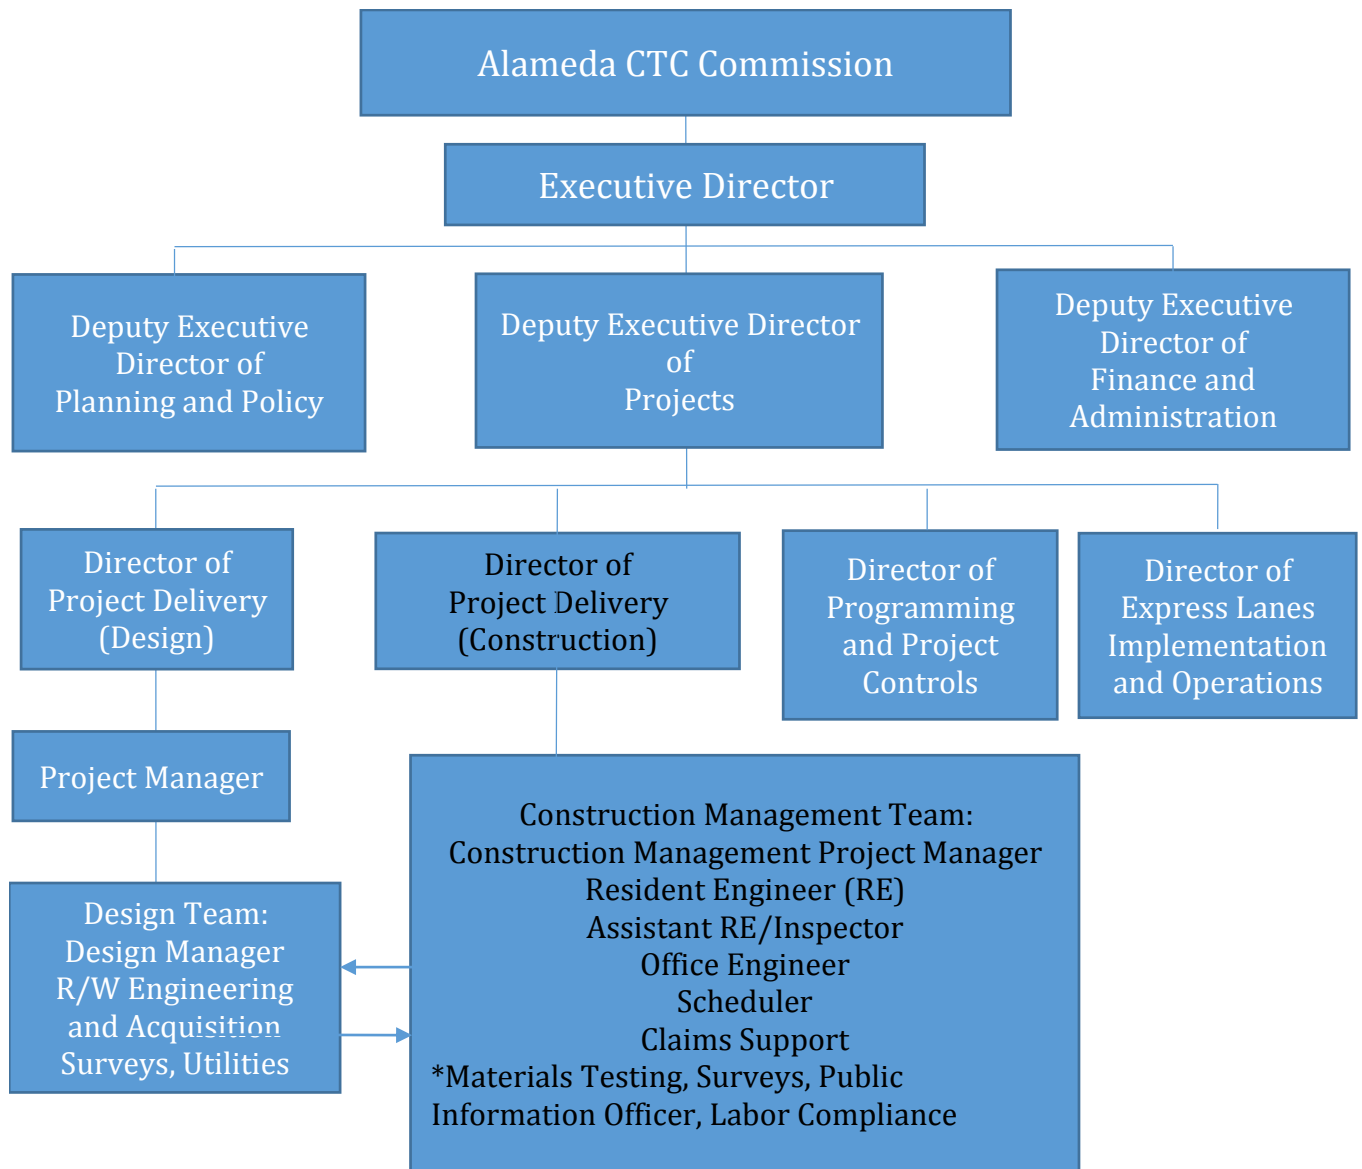 Alameda CTC Commission
Executive Director
Deputy Executive
Director of
Planning and Policy
Deputy Executive Director
of
Projects
Deputy Executive
Director of
Finance and
Administration
Director of
Project Delivery
(Design)
Director of
Project Delivery
(Construction)
Director of
Programming
and Project
Controls
Director of
Express Lanes
Implementation
and Operations
Project Manager
Design Team:
Design Manager
R/W Engineering
and Acquisition
Surveys, Utilities
Construction Management Team:
Construction Management Project Manager
Resident Engineer (RE)
Assistant RE/Inspector
Office Engineer
Scheduler
Claims Support
*Materials Testing, Surveys, Public
Information Officer, Labor Compliance